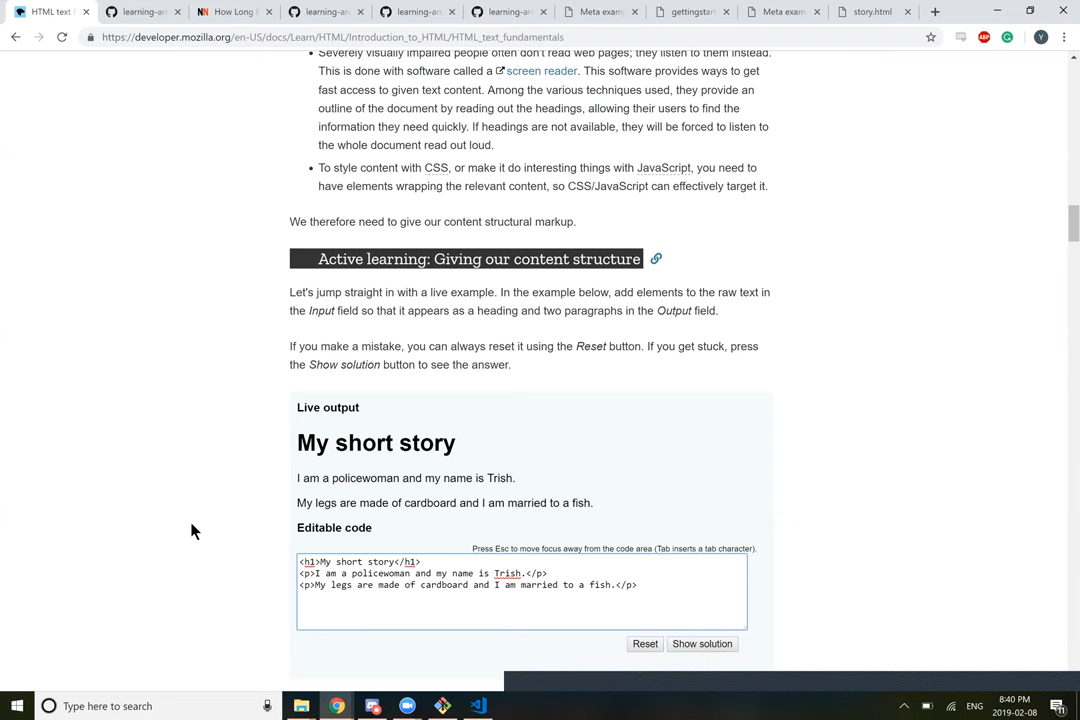 HTML text
learning-are
How Long
learning-are
learning-are
learning-are
Meta exam
gettingstart
Meta exam
story.html
https://developer.mozilla.org/en-US/docs/Learn/HTML/Introduction_to_HTML/HTML_text_fundamentals
Severely visually impaired people often don't read web pages; they listen to them instead.
This is done with software called a screen reader. This software provides ways to get
fast access to given text content. Among the various techniques used, they provide an
outline of the document by reading out the headings, allowing their users to find the
information they need quickly. If headings are not available, they will be forced to listen to
the whole document read out loud.
To style content with CSS, or make it do interesting things with JavaScript, you need to
have elements wrapping the relevant content, so CSS/JavaScript can effectively target it.
We therefore need to give our content structural markup.
Active learning: Giving our content structure
Let's jump straight in with a live example. In the example below, add elements to the raw text in
the Input field so that it appears as a heading and two paragraphs in the Output field.
If you make a mistake, you can always reset it using the Reset button. If you get stuck, press
the Show solution button to see the answer.
Live output
My short story
I am a policewoman and my name is Trish.
My legs are made of cardboard and I am married to a fish.
Editable code
Press Esc to move focus away from the code area (Tab inserts a tab character).
<h1>My short story</h1>
<p>I am a policewoman and my name is Trish.</p>
<p>My legs are made of cardboard and I am married to a fish.</p>
Reset Show solution
Type here to search
ENG
8:40 PM
2019-02-08